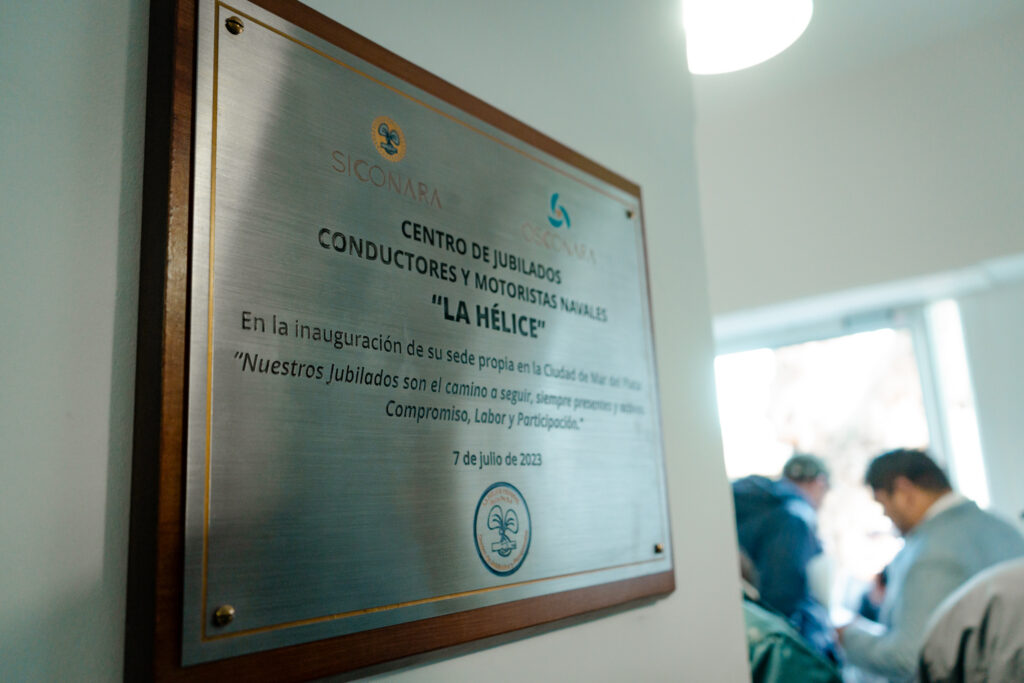 SICONARA
OSCONARA
CENTRO DE JUBILADOS
CONDUCTORES Y MOTORISTAS NAVALES
"LA HÉLICE"
En la inauguración de su sede propia en la Ciudad de Mar del Plata
"Nuestros Jubilados son el camino a seguir, siempre presentes y activos
Compromiso, Labor y Participación."
7 de julio de 2023